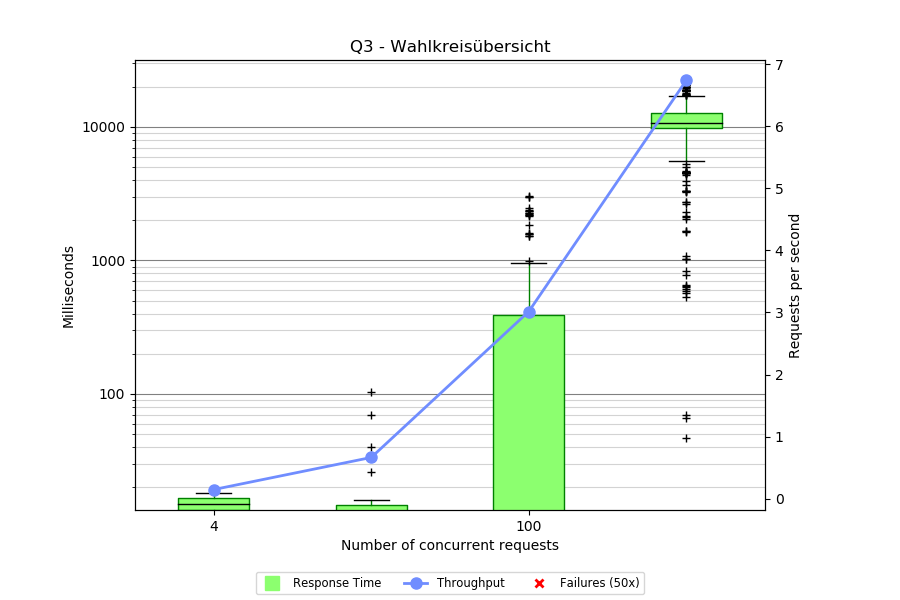 Q3 - Wahlkreisübersicht
Milliseconds
10000
1000
100
7
6
5
4
3
2
1
0
Requests per second
4
100
Number of concurrent requests
Response Time
Throughput
Failures (50x)